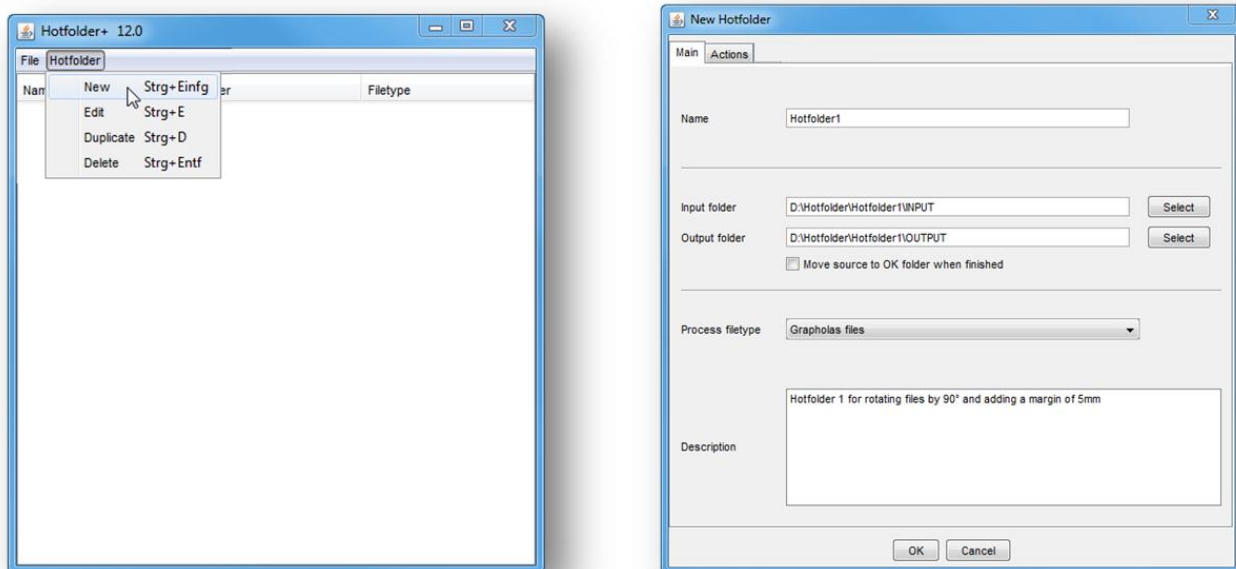 Hotfolder+ 12.0
File Hotfolder
Filetype
New Strg+Einfg
Edit Strg+E
Duplicate Strg+D
Delete Strg+Entf
New Hotfolder
Main Actions
Name Hotfolder1
Input folder D:\Hotfolder\Hotfolder1\INPUT Select
Output folder D:\Hotfolder\Hotfolder1\OUTPUT Select
Move source to OK folder when finished
Process filetype Grapholas files
Description Hotfolder 1 for rotating files by 90° and adding a margin of 5mm
OK Cancel